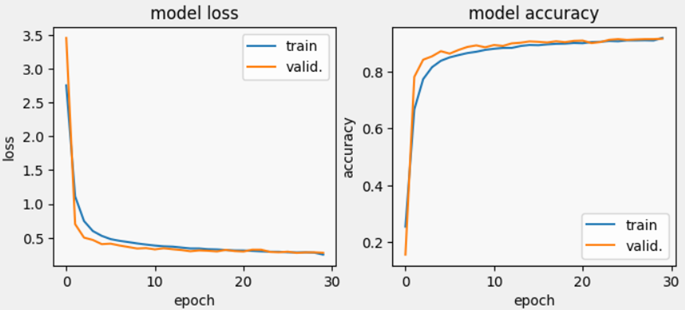 model loss
3.5
3.0
2.5
2.0
1.5
1.0
0.5
loss
0
10
20
30
epoch
train
valid.
model accuracy
0.8
0.6
0.4
0.2
accuracy
0
10
20
30
epoch
train
valid.